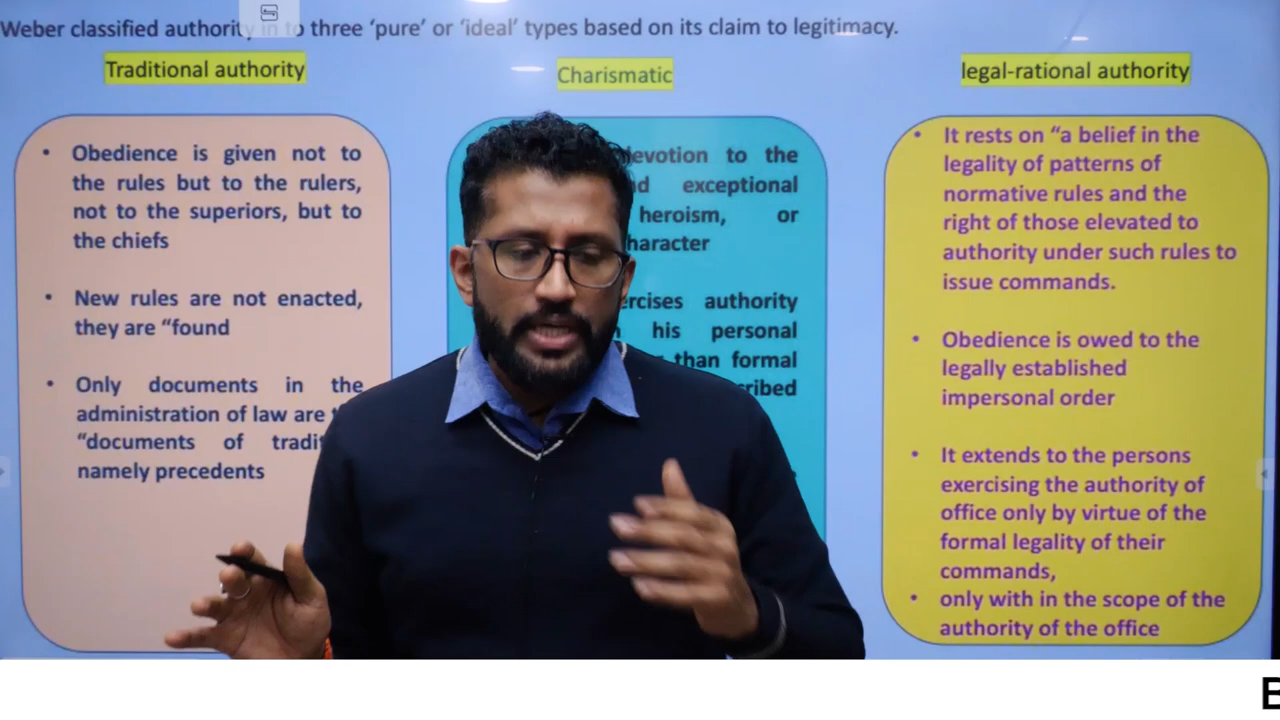 Weber classified authority in to three ‘pure’ or ‘ideal’ types based on its claim to legitimacy.
Traditional authority
• Obedience is given not to
the rules but to the rulers,
not to the superiors, but to
the chiefs
• New rules are not enacted,
they are “found
• Only documents in the
administration of law are
“documents of
namely precedents
Charismatic
devotion to the
exceptional
heroism, or
character
authority
his personal
than formal
legal-rational authority
• It rests on “a belief in the
legality of patterns of
normative rules and the
right of those elevated to
authority under such rules to
issue commands.
• Obedience is owed to the
legally established
impersonal order
• It extends to the persons
exercising the authority of
office only by virtue of the
formal legality of their
commands,
• only with in the scope of the
authority of the office